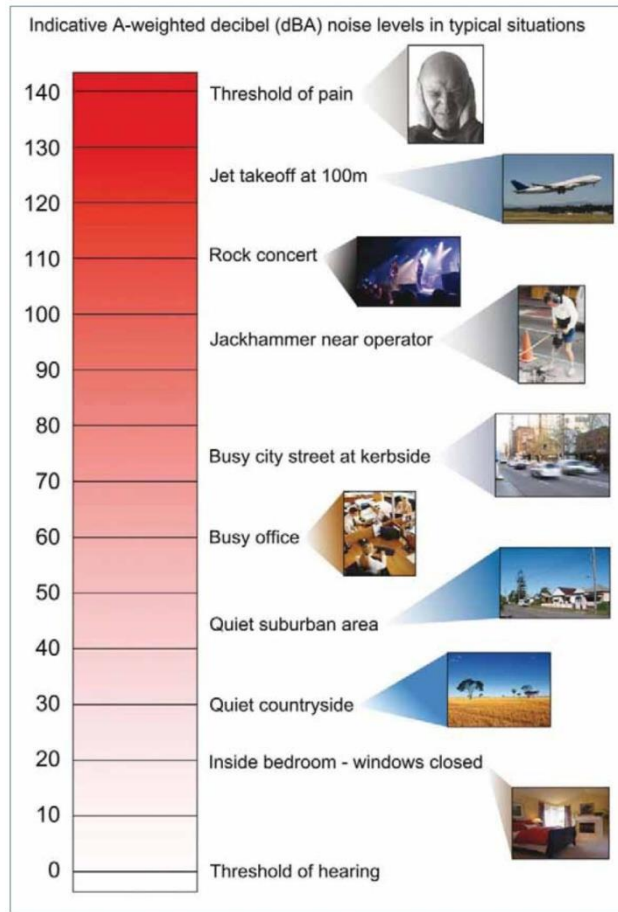 Indicative A-weighted decibel (dBA) noise levels in typical situations
140
Threshold of pain
130
Jet takeoff at 100m
120
110
Rock concert
100
Jackhammer near operator
90
80
Busy city street at kerbside
70
60
Busy office
50
Quiet suburban area
40
30
Quiet countryside
20
Inside bedroom - windows closed
10
0
Threshold of hearing